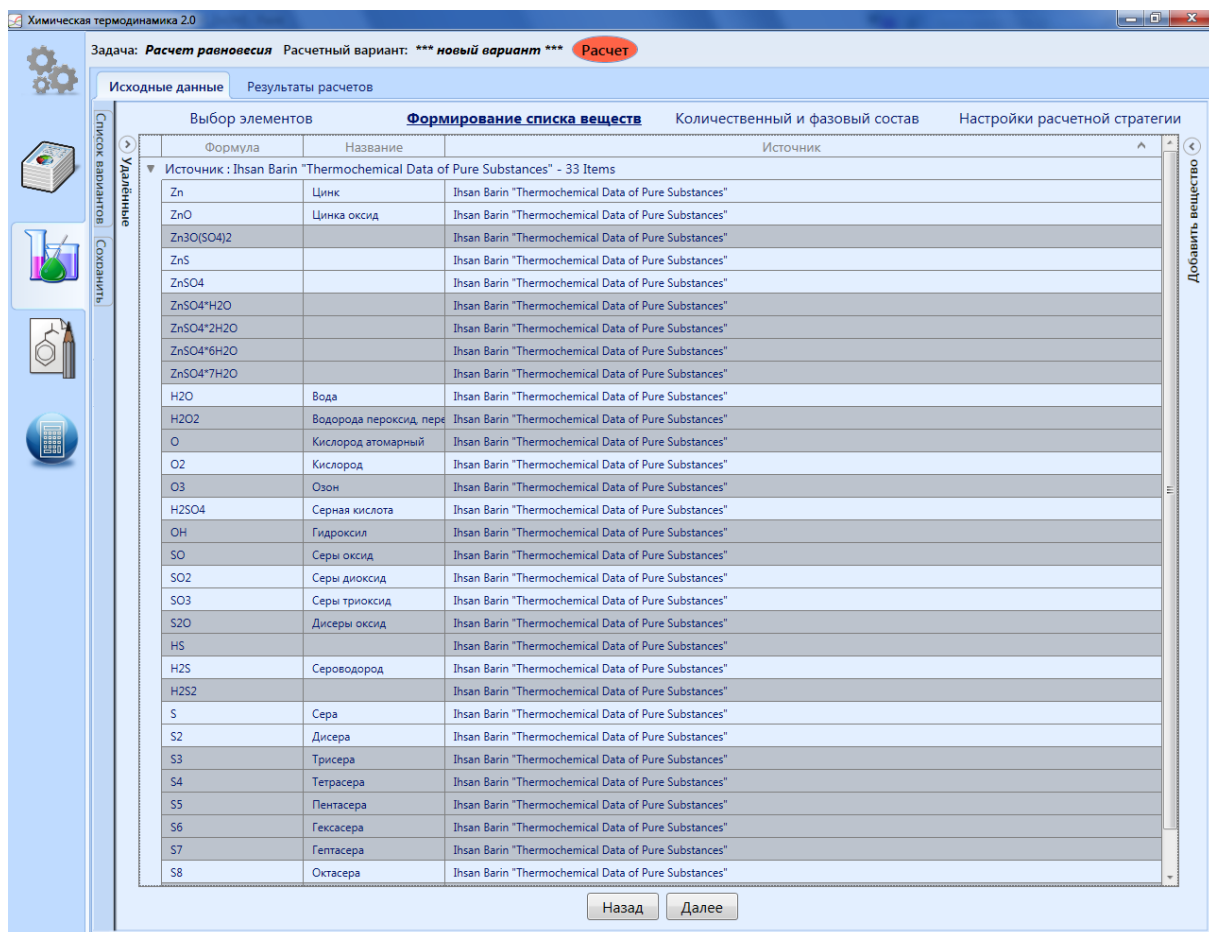 Химическая термодинамика 2.0
Задача: Расчет равновесия Расчетный вариант: *** новый вариант *** Расчет
Исходные данные Результаты расчетов
Список вариантов
Сохранить
Выбор элементов Формирование списка веществ Количественный и фазовый состав Настройки расчетной стратегии
Удалённые
Добавить вещество
Формула Название Источник
Источник : Ihsan Barin "Thermochemical Data of Pure Substances" - 33 Items
Zn Цинк Ihsan Barin "Thermochemical Data of Pure Substances"
ZnO Цинка оксид Ihsan Barin "Thermochemical Data of Pure Substances"
Zn3O(SO4)2 Ihsan Barin "Thermochemical Data of Pure Substances"
ZnS Ihsan Barin "Thermochemical Data of Pure Substances"
ZnSO4 Ihsan Barin "Thermochemical Data of Pure Substances"
ZnSO4*H2O Ihsan Barin "Thermochemical Data of Pure Substances"
ZnSO4*2H2O Ihsan Barin "Thermochemical Data of Pure Substances"
ZnSO4*6H2O Ihsan Barin "Thermochemical Data of Pure Substances"
ZnSO4*7H2O Ihsan Barin "Thermochemical Data of Pure Substances"
H2O Вода Ihsan Barin "Thermochemical Data of Pure Substances"
H2O2 Водорода пероксид, пере Ihsan Barin "Thermochemical Data of Pure Substances"
O Кислород атомарный Ihsan Barin "Thermochemical Data of Pure Substances"
O2 Кислород Ihsan Barin "Thermochemical Data of Pure Substances"
O3 Озон Ihsan Barin "Thermochemical Data of Pure Substances"
H2SO4 Серная кислота Ihsan Barin "Thermochemical Data of Pure Substances"
OH Гидроксил Ihsan Barin "Thermochemical Data of Pure Substances"
SO Серы оксид Ihsan Barin "Thermochemical Data of Pure Substances"
SO2 Серы диоксид Ihsan Barin "Thermochemical Data of Pure Substances"
SO3 Серы триоксид Ihsan Barin "Thermochemical Data of Pure Substances"
S2O Дисеры оксид Ihsan Barin "Thermochemical Data of Pure Substances"
HS Ihsan Barin "Thermochemical Data of Pure Substances"
H2S Сероводород Ihsan Barin "Thermochemical Data of Pure Substances"
H2S2 Ihsan Barin "Thermochemical Data of Pure Substances"
S Сера Ihsan Barin "Thermochemical Data of Pure Substances"
S2 Дисера Ihsan Barin "Thermochemical Data of Pure Substances"
S3 Трисера Ihsan Barin "Thermochemical Data of Pure Substances"
S4 Тетрасера Ihsan Barin "Thermochemical Data of Pure Substances"
S5 Пентасера Ihsan Barin "Thermochemical Data of Pure Substances"
S6 Гексасера Ihsan Barin "Thermochemical Data of Pure Substances"
S7 Гептасера Ihsan Barin "Thermochemical Data of Pure Substances"
S8 Октасера Ihsan Barin "Thermochemical Data of Pure Substances"
Назад Далее